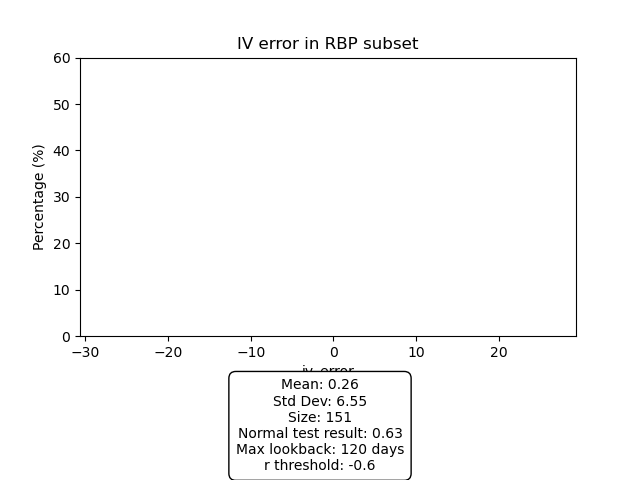 IV error in RBP subset
60
50
40
30
20
10
0
Percentage (%)
−30 −20 −10 0 10 20
iv_error
Mean: 0.26
Std Dev: 6.55
Size: 151
Normal test result: 0.63
Max lookback: 120 days
r threshold: -0.6